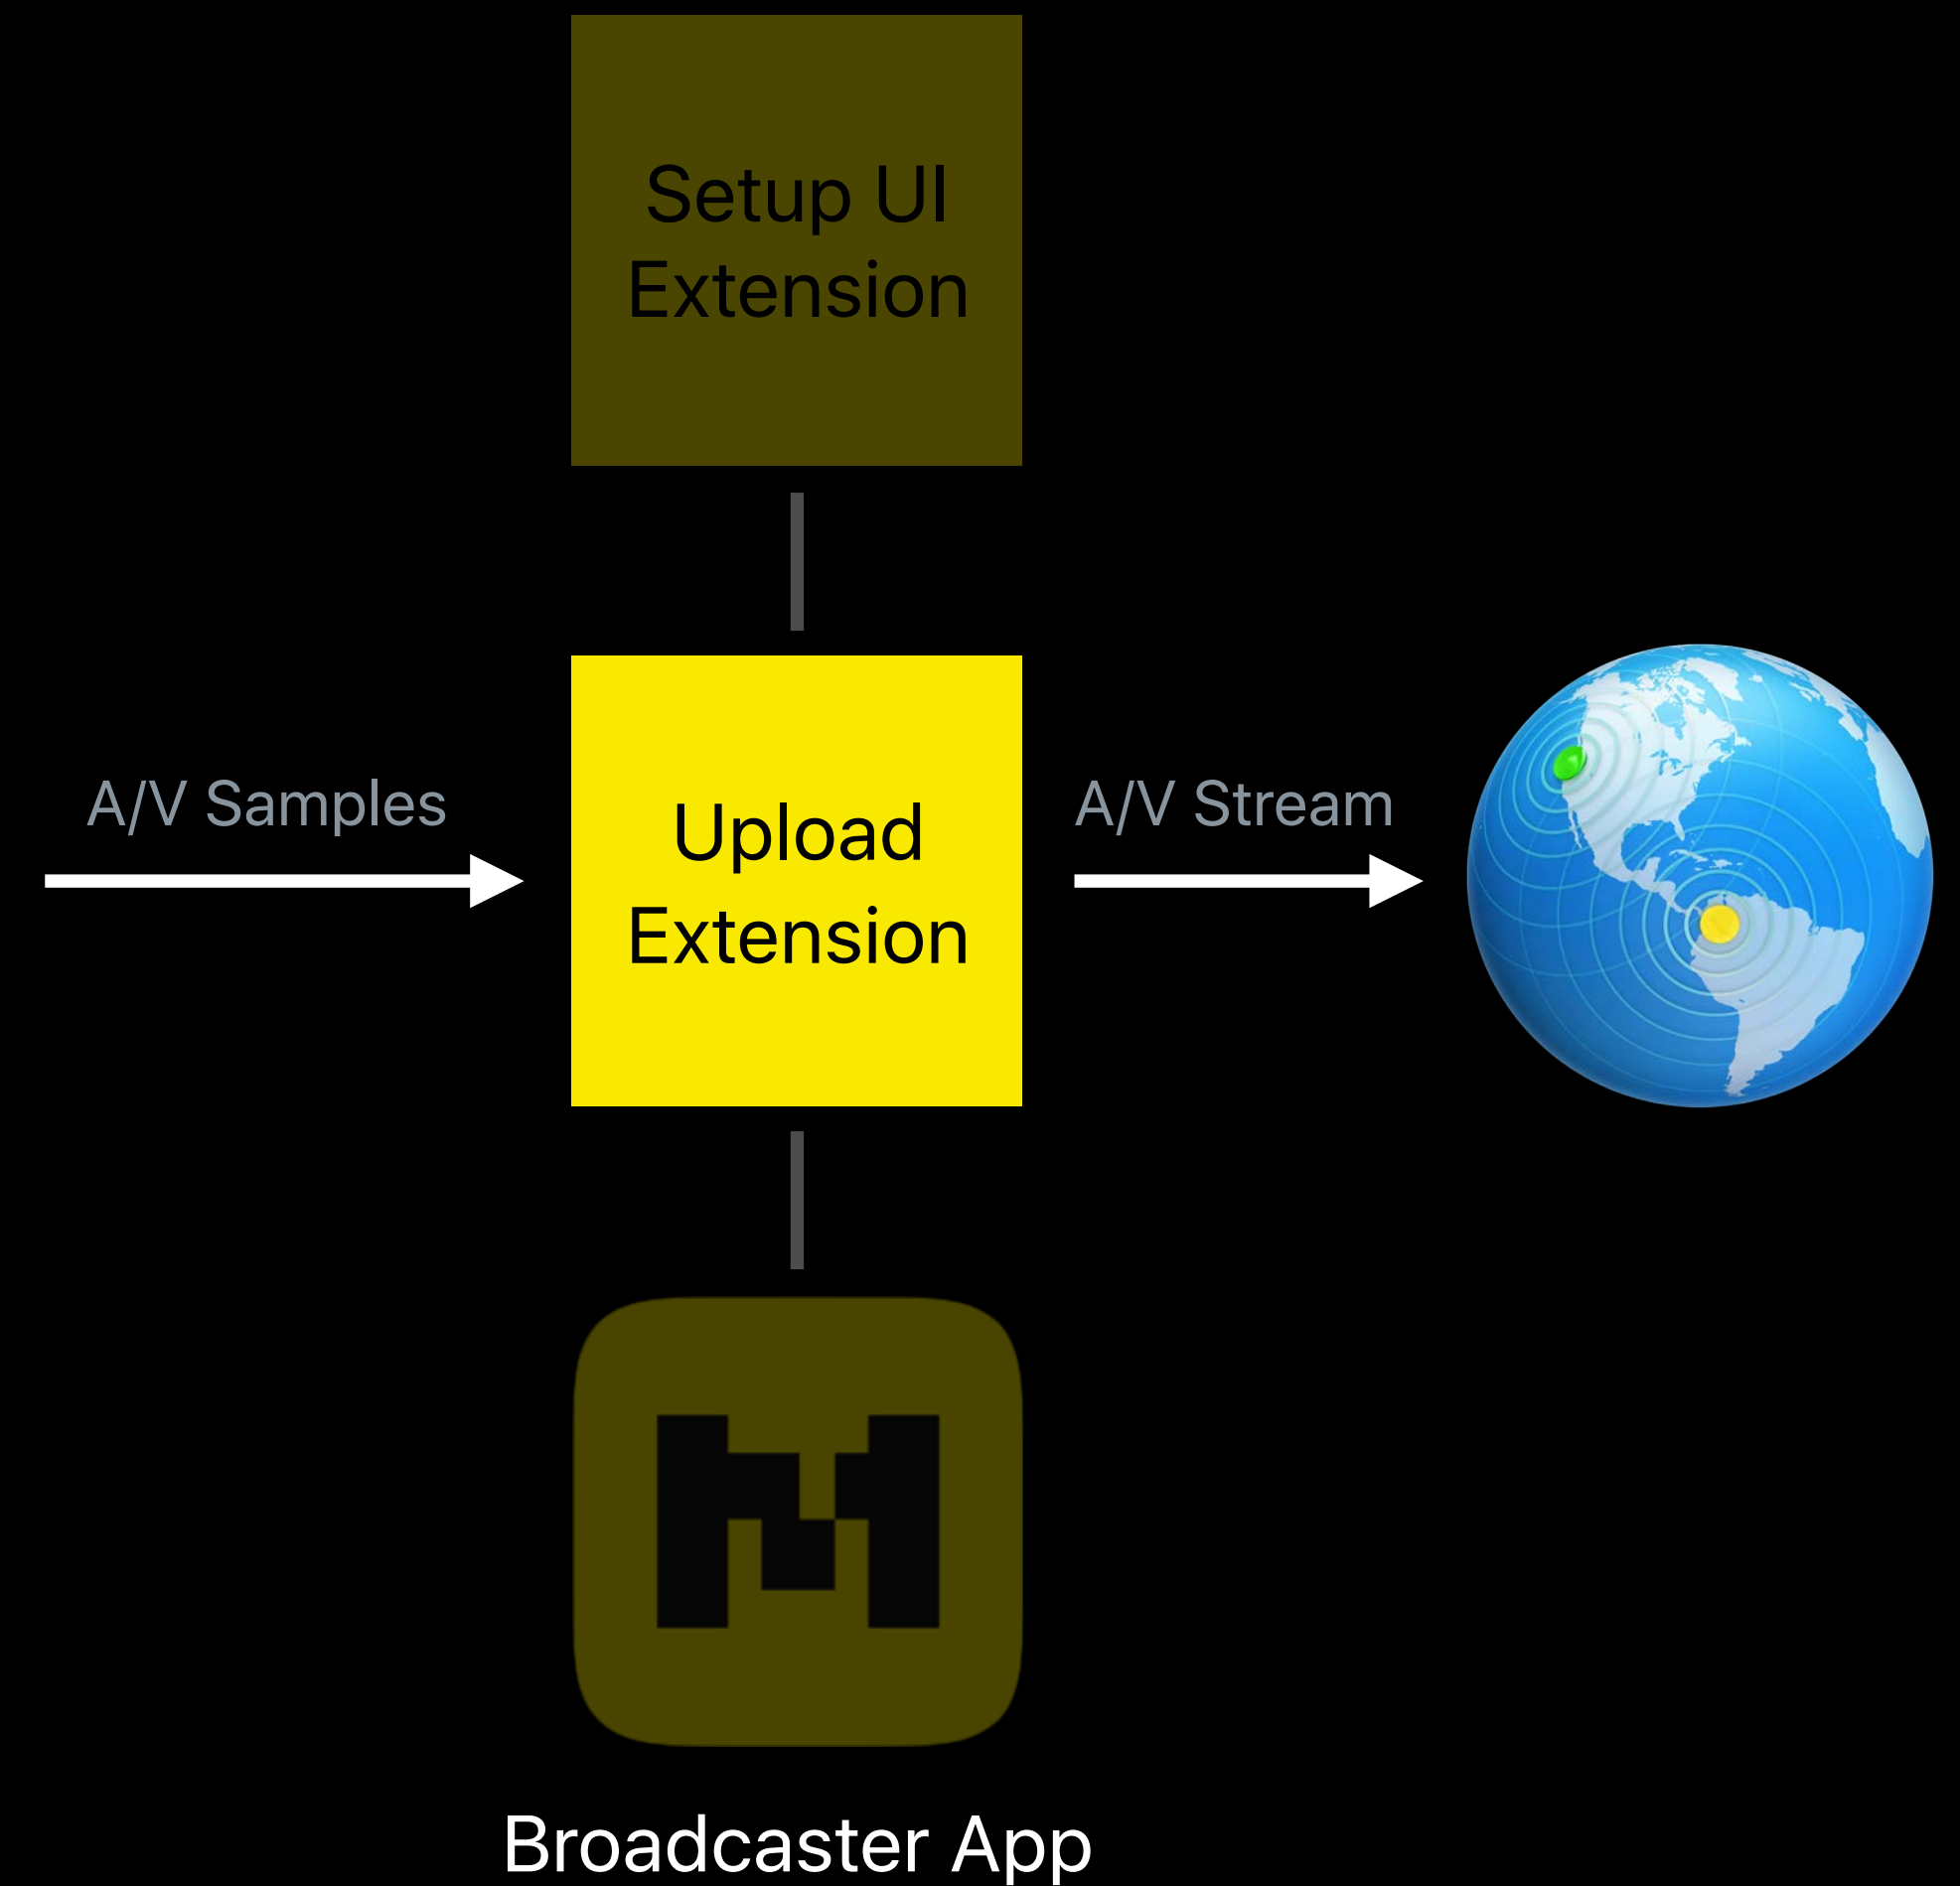 Setup UI
Extension
A/V Samples
Upload
Extension
A/V Stream
Broadcaster App